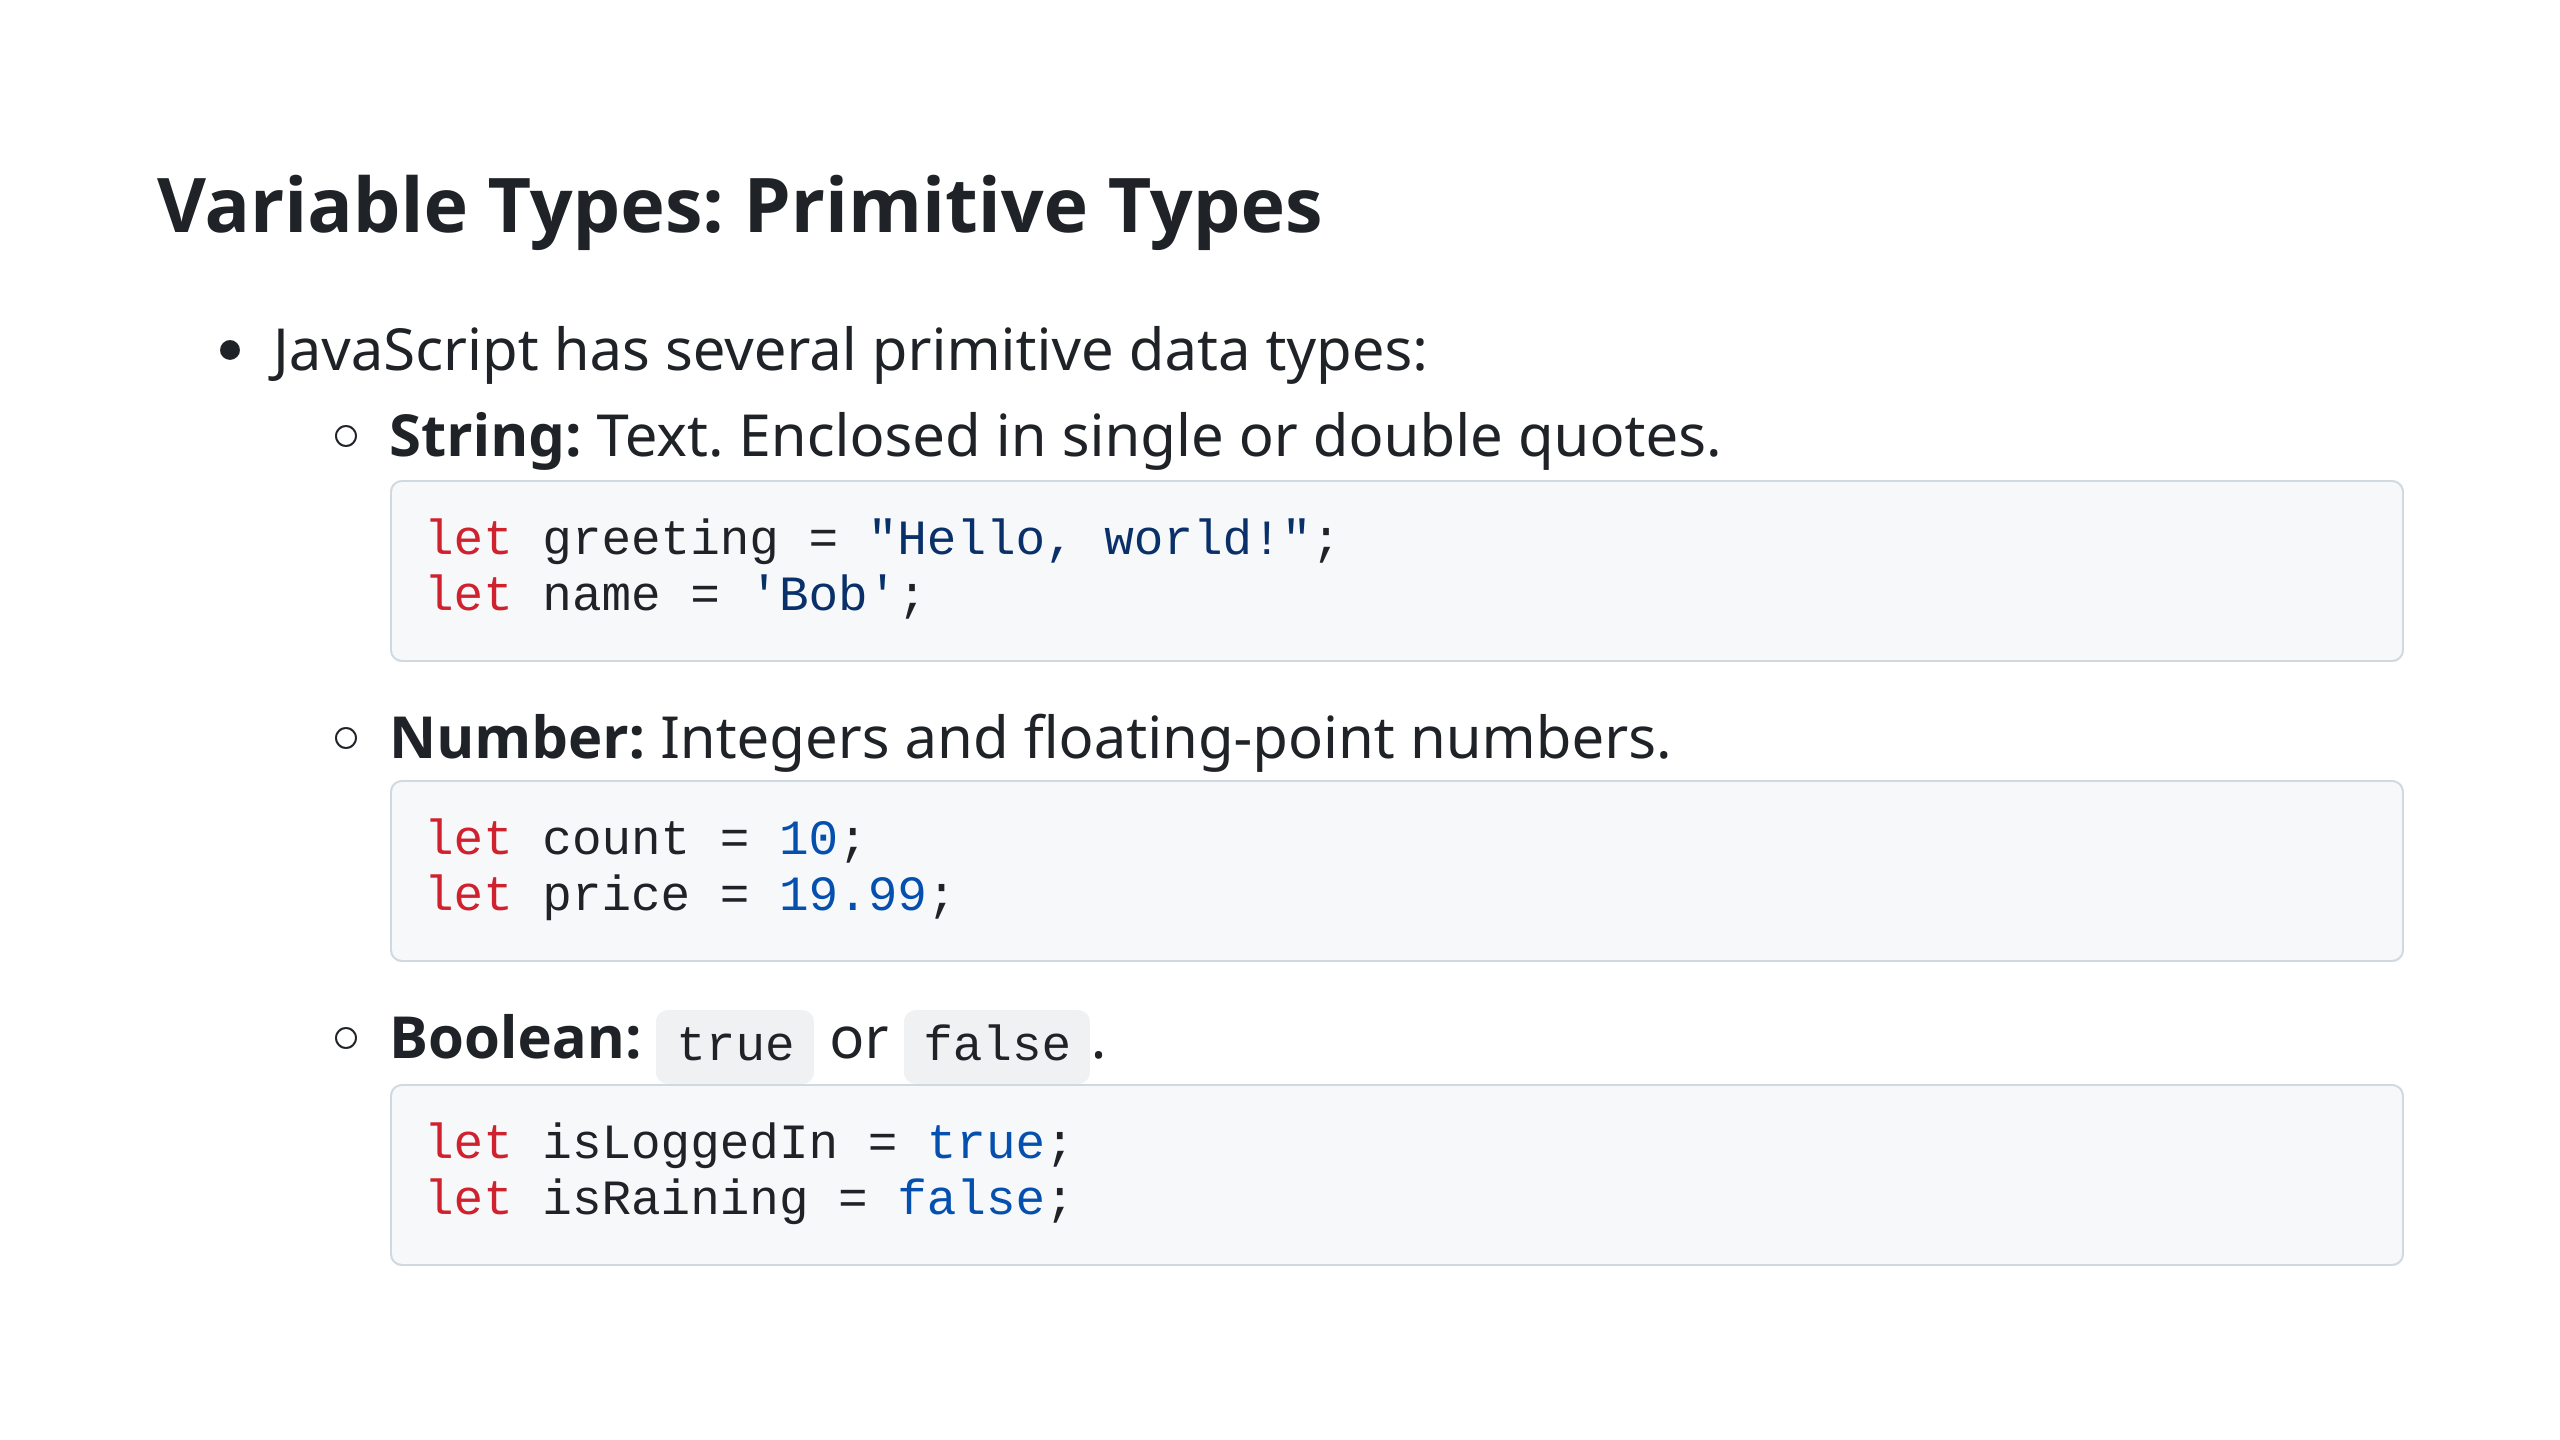 Variable Types: Primitive Types
JavaScript has several primitive data types:
String: Text. Enclosed in single or double quotes.
let greeting = "Hello, world!";
let name = 'Bob';
Number: Integers and floating-point numbers.
let count = 10;
let price = 19.99;
Boolean: true or false.
let isLoggedIn = true;
let isRaining = false;